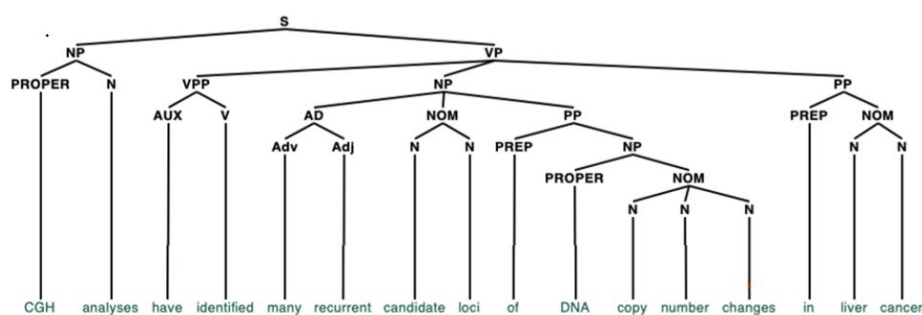 S
NP VP
PROPER N VPP NP PP
AUX V AD NOM PP PREP NOM
Adv Adj N N PREP NP N N
PROPER NOM
N N N
CGH analyses have identified many recurrent candidate loci of DNA copy number changes in liver cancer